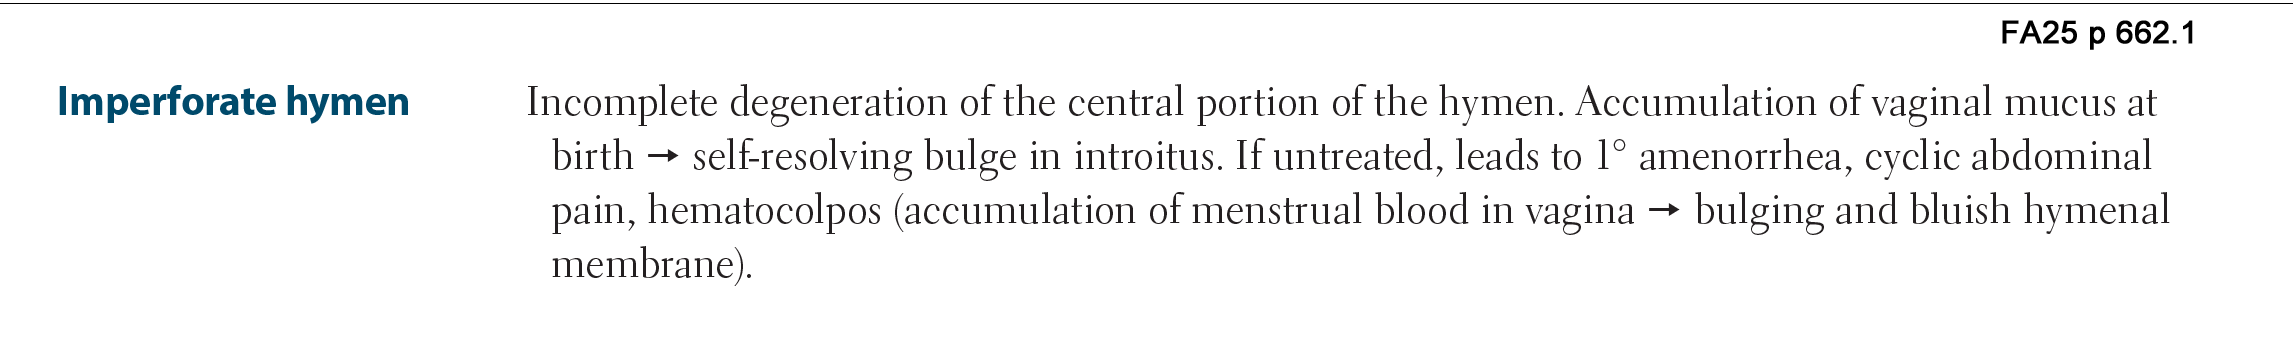 FA25 p 662.1
Imperforate hymen
Incomplete degeneration of the central portion of the hymen. Accumulation of vaginal mucus at
birth → self-resolving bulge in introitus. If untreated, leads to 1° amenorrhea, cyclic abdominal
pain, hematocolpos (accumulation of menstrual blood in vagina → bulging and bluish hymenal
membrane).